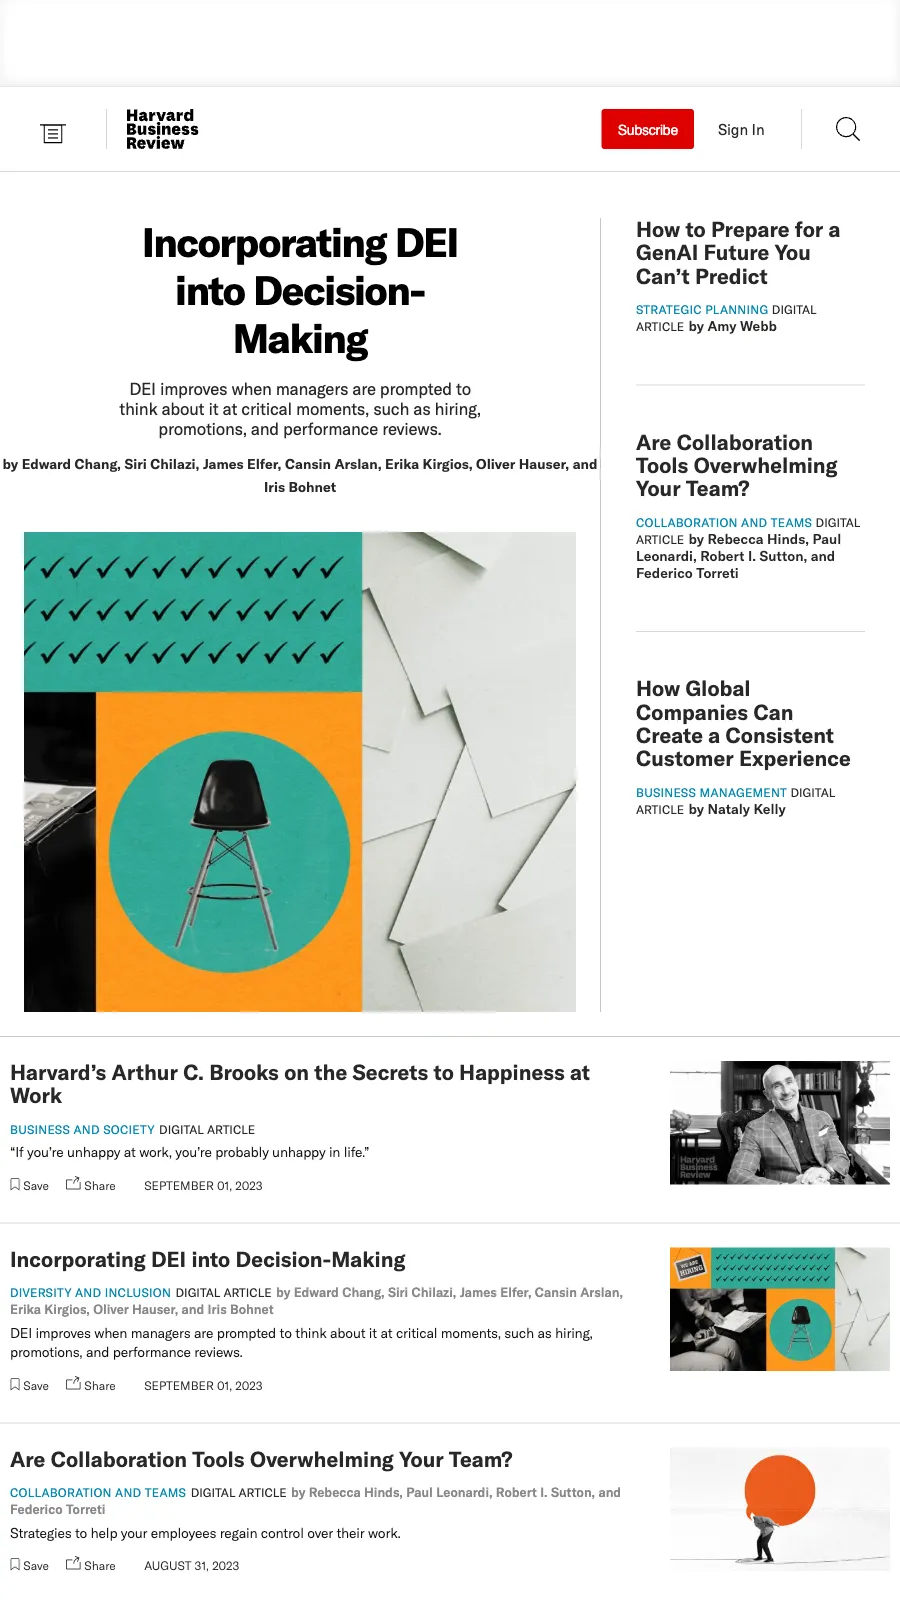 Harvard
Business
Review
Subscribe
Sign In
Incorporating DEI
into Decision-
Making
DEI improves when managers are prompted to
think about it at critical moments, such as hiring,
promotions, and performance reviews.
by Edward Chang, Siri Chilazi, James Elfer, Cansin Arslan, Erika Kirgios, Oliver Hauser, and
Iris Bohnet
How to Prepare for a
GenAI Future You
Can’t Predict
STRATEGIC PLANNING DIGITAL
ARTICLE by Amy Webb
Are Collaboration
Tools Overwhelming
Your Team?
COLLABORATION AND TEAMS DIGITAL
ARTICLE by Rebecca Hinds, Paul
Leonardi, Robert I. Sutton, and
Federico Torreti
How Global
Companies Can
Create a Consistent
Customer Experience
BUSINESS MANAGEMENT DIGITAL
ARTICLE by Nataly Kelly
Harvard’s Arthur C. Brooks on the Secrets to Happiness at
Work
BUSINESS AND SOCIETY DIGITAL ARTICLE
“If you’re unhappy at work, you’re probably unhappy in life.”
Save Share SEPTEMBER 01, 2023
Harvard
Business
Review
Incorporating DEI into Decision-Making
DIVERSITY AND INCLUSION DIGITAL ARTICLE by Edward Chang, Siri Chilazi, James Elfer, Cansin Arslan,
Erika Kirgios, Oliver Hauser, and Iris Bohnet
DEI improves when managers are prompted to think about it at critical moments, such as hiring,
promotions, and performance reviews.
Save Share SEPTEMBER 01, 2023
WE ARE
HIRING
Are Collaboration Tools Overwhelming Your Team?
COLLABORATION AND TEAMS DIGITAL ARTICLE by Rebecca Hinds, Paul Leonardi, Robert I. Sutton, and
Federico Torreti
Strategies to help your employees regain control over their work.
Save Share AUGUST 31, 2023